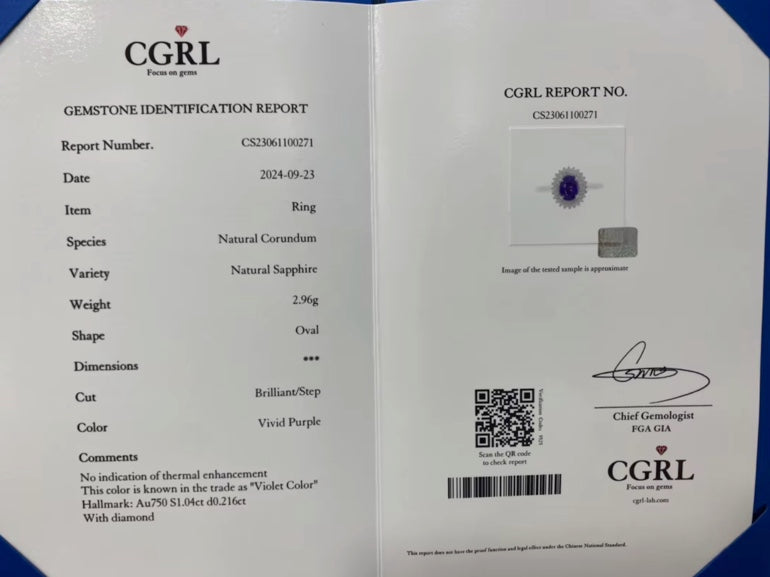 CGRL
Focus on gems
GEMSTONE IDENTIFICATION REPORT
Report Number. CS23061100271
Date 2024-09-23
Item Ring
Species Natural Corundum
Variety Natural Sapphire
Weight 2.96g
Shape Oval
Dimensions ***
Cut Brilliant/Step
Color Vivid Purple
Comments
No indication of thermal enhancement
This color is known in the trade as "Violet Color"
Hallmark: Au750 S1.04ct d0.216ct
With diamond
CGRL REPORT NO.
CS23061100271
Image of the tested sample is approximate
Scan the QR code
to check report
Chief Gemologist
FGA GIA
CGRL
Focus on gems
cgrl-lab.com
This report does not have the proof function and legal effect under the Chinese National Standard.